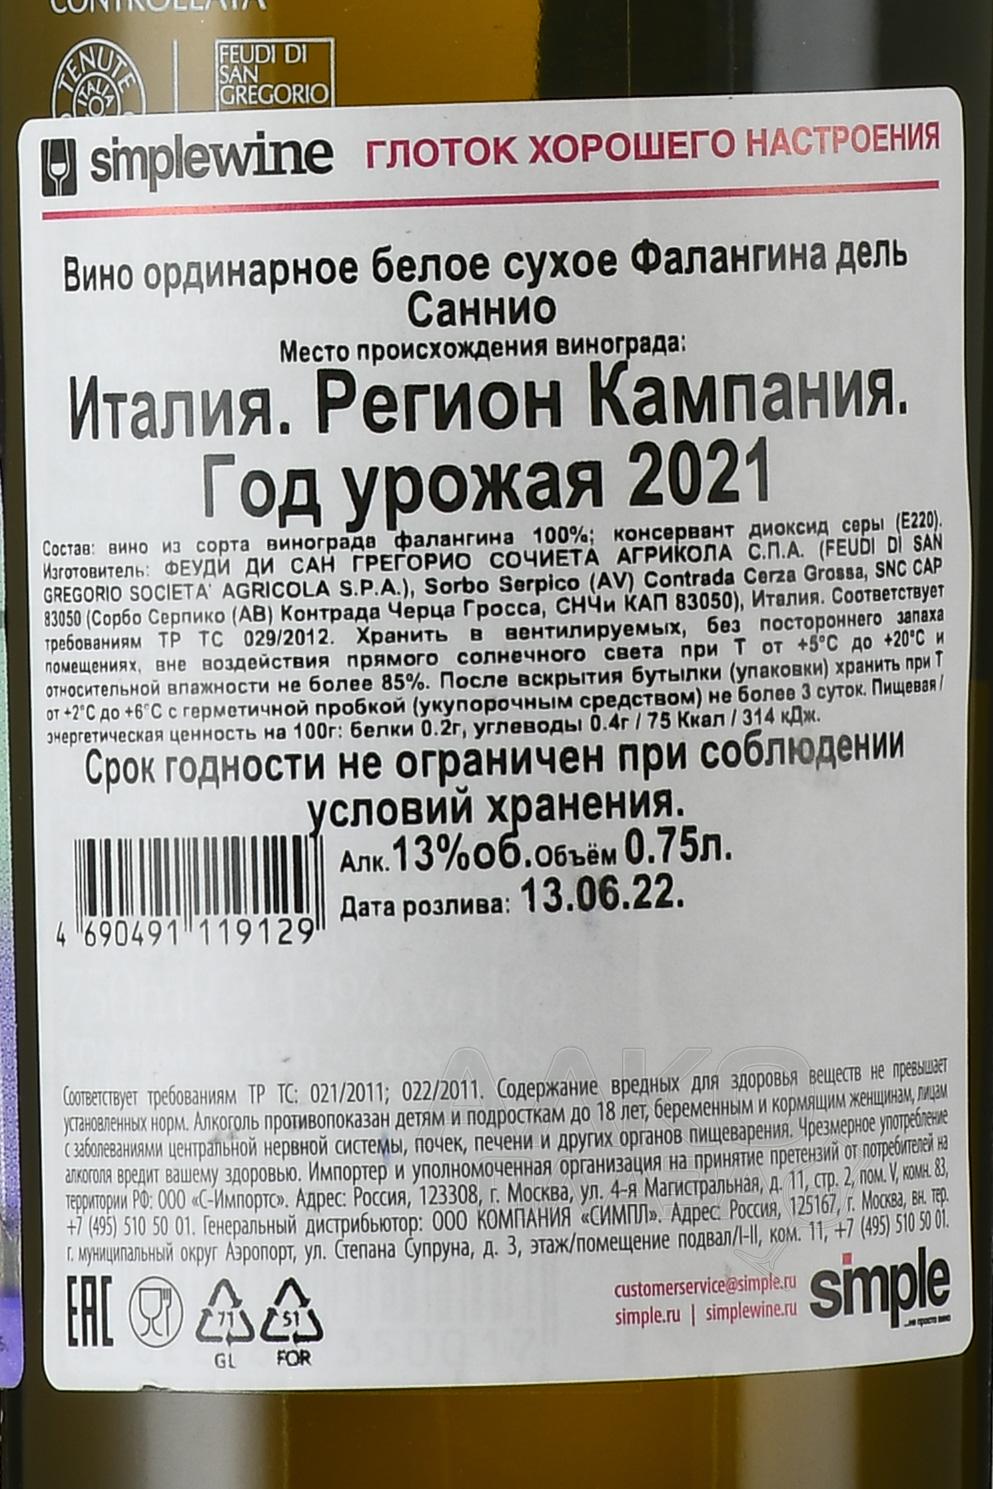 CONTROLLATA
TENUTE
ITALIA
FEUDI DI
SAN
GREGORIO
simplewine ГЛОТОК ХОРОШЕГО НАСТРОЕНИЯ
Вино ординарное белое сухое Фалангина дель
Саннио
Место происхождения винограда:
Италия. Регион Кампания.
Год урожая 2021
Состав: вино из сорта винограда фалангина 100%; консервант диоксид серы (Е220).
Изготовитель: ФЕУДИ ДИ САН ГРЕГОРИО СОЧИЕТА АГРИКОЛА С.П.А. (FEUDI DI SAN
GREGORIO SOCIETA' AGRICOLA S.P.A.), Sorbo Serpico (AV) Contrada Cerza Grossa, SNC CAP
83050 (Сорбо Серпико (АВ) Контрада Черца Гросса, СНЧи КАП 83050), Италия. Соответствует
требованиям ТР ТС 029/2012. Хранить в вентилируемых, без постороннего запаха
помещениях, вне воздействия прямого солнечного света при Т от +5°С до +20°С и
относительной влажности не более 85%. После вскрытия бутылки (упаковки) хранить при Т
от +2°С до +6°С с герметичной пробкой (укупорочным средством) не более 3 суток. Пищевая/
энергетическая ценность на 100г: белки 0.2г, углеводы 0.4г / 75 Ккал / 314 кДж.
Срок годности не ограничен при соблюдении
условий хранения.
Алк.13%об.Объём 0.75л.
Дата розлива: 13.06.22.
4 690491 119129
Соответствует требованиям ТР ТС: 021/2011; 022/2011. Содержание вредных для здоровья веществ не превышает
установленных норм. Алкоголь противопоказан детям и подросткам до 18 лет, беременным и кормящим женщинам, лицам
с заболеваниями центральной нервной системы, почек, печени и других органов пищеварения. Чрезмерное употребление
алкоголя вредит вашему здоровью. Импортер и уполномоченная организация на принятие претензий от потребителей на
территории РФ: ООО «С-Импортс». Адрес: Россия, 123308, г. Москва, ул. 4-я Магистральная, д. 11, стр. 2, пом. V, комн. 83,
+7 (495) 510 50 01. Генеральный дистрибьютор: ООО КОМПАНИЯ «СИМПЛ». Адрес: Россия, 125167, г. Москва, вн. тер.
г. муниципальный округ Аэропорт, ул. Степана Супруна, д. 3, этаж/помещение подвал/I-II, ком. 11, +7 (495) 510 50 01.
EAC
71
GL
51
FOR
customerservice@simple.ru
simple.ru | simplewine.ru
simple
...не просто вино